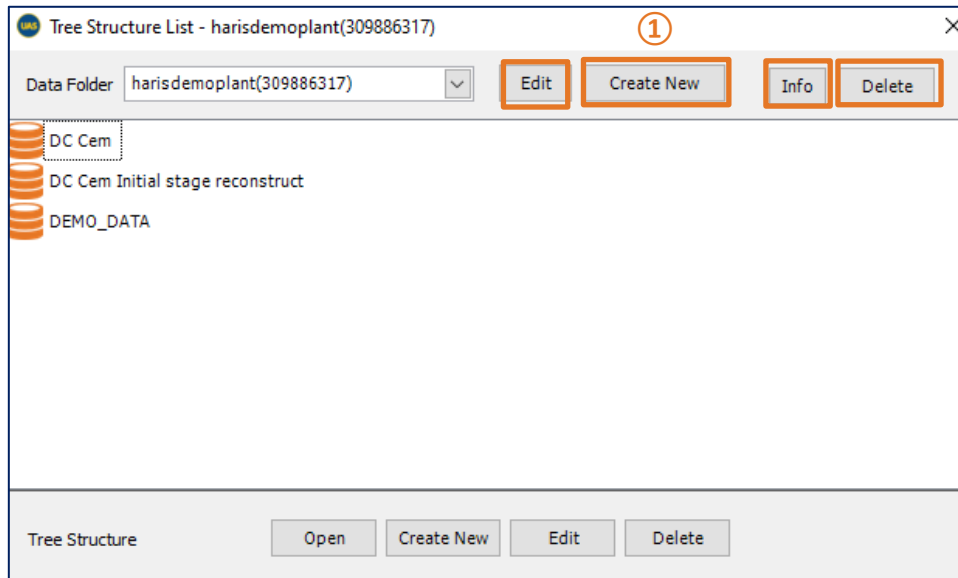 UAS Tree Structure List - harisdemoplant(309886317)
①
Data Folder harisdemoplant(309886317) Edit Create New Info Delete
DC Cem
DC Cem Initial stage reconstruct
DEMO_DATA
Tree Structure Open Create New Edit Delete